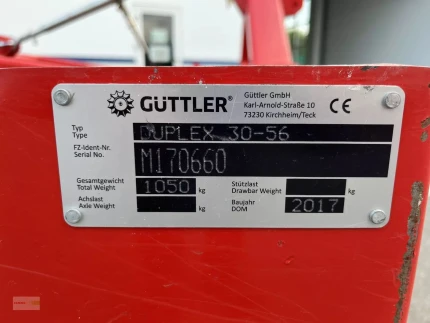 GÜTTLER®
Güttler GmbH
Karl-Arnold-Straße 10
73230 Kirchheim/Teck
CE
Typ
Type
DUPLEX 30-56
FZ-Ident-Nr.
Serial No.
M170660
Gesamtgewicht
Total Weight
1050 kg
Stützlast
Drawbar Weight
kg
Achslast
Axle Weight
kg
Baujahr
DOM
2017